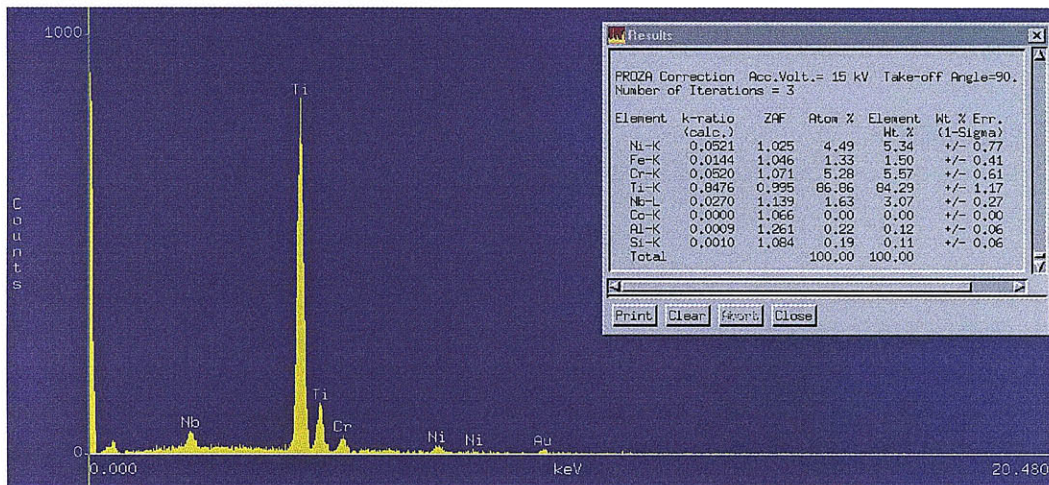 1000
Counts
0
Ti
Nb
Ti
Cr
Ni
Ni
Au
0.000
keV
20.480
Results
PROZA Correction Acc.Volt.= 15 kV Take-off Angle=90.
Number of Iterations = 3
Element k-ratio ZAF Atom % Element Wt % Err.
(calc.) Wt % (1-Sigma)
Ni-K 0.0521 1.025 4.49 5.34 +/- 0.77
Fe-K 0.0144 1.046 1.33 1.50 +/- 0.41
Cr-K 0.0520 1.071 5.28 5.57 +/- 0.61
Ti-K 0.8476 0.995 86.86 84.29 +/- 1.17
Nb-L 0.0270 1.139 1.63 3.07 +/- 0.27
Co-K 0.0000 1.066 0.00 0.00 +/- 0.00
Al-K 0.0009 1.261 0.22 0.12 +/- 0.06
Si-K 0.0010 1.084 0.19 0.11 +/- 0.06
Total 100.00 100.00
Print Clear Abort Close